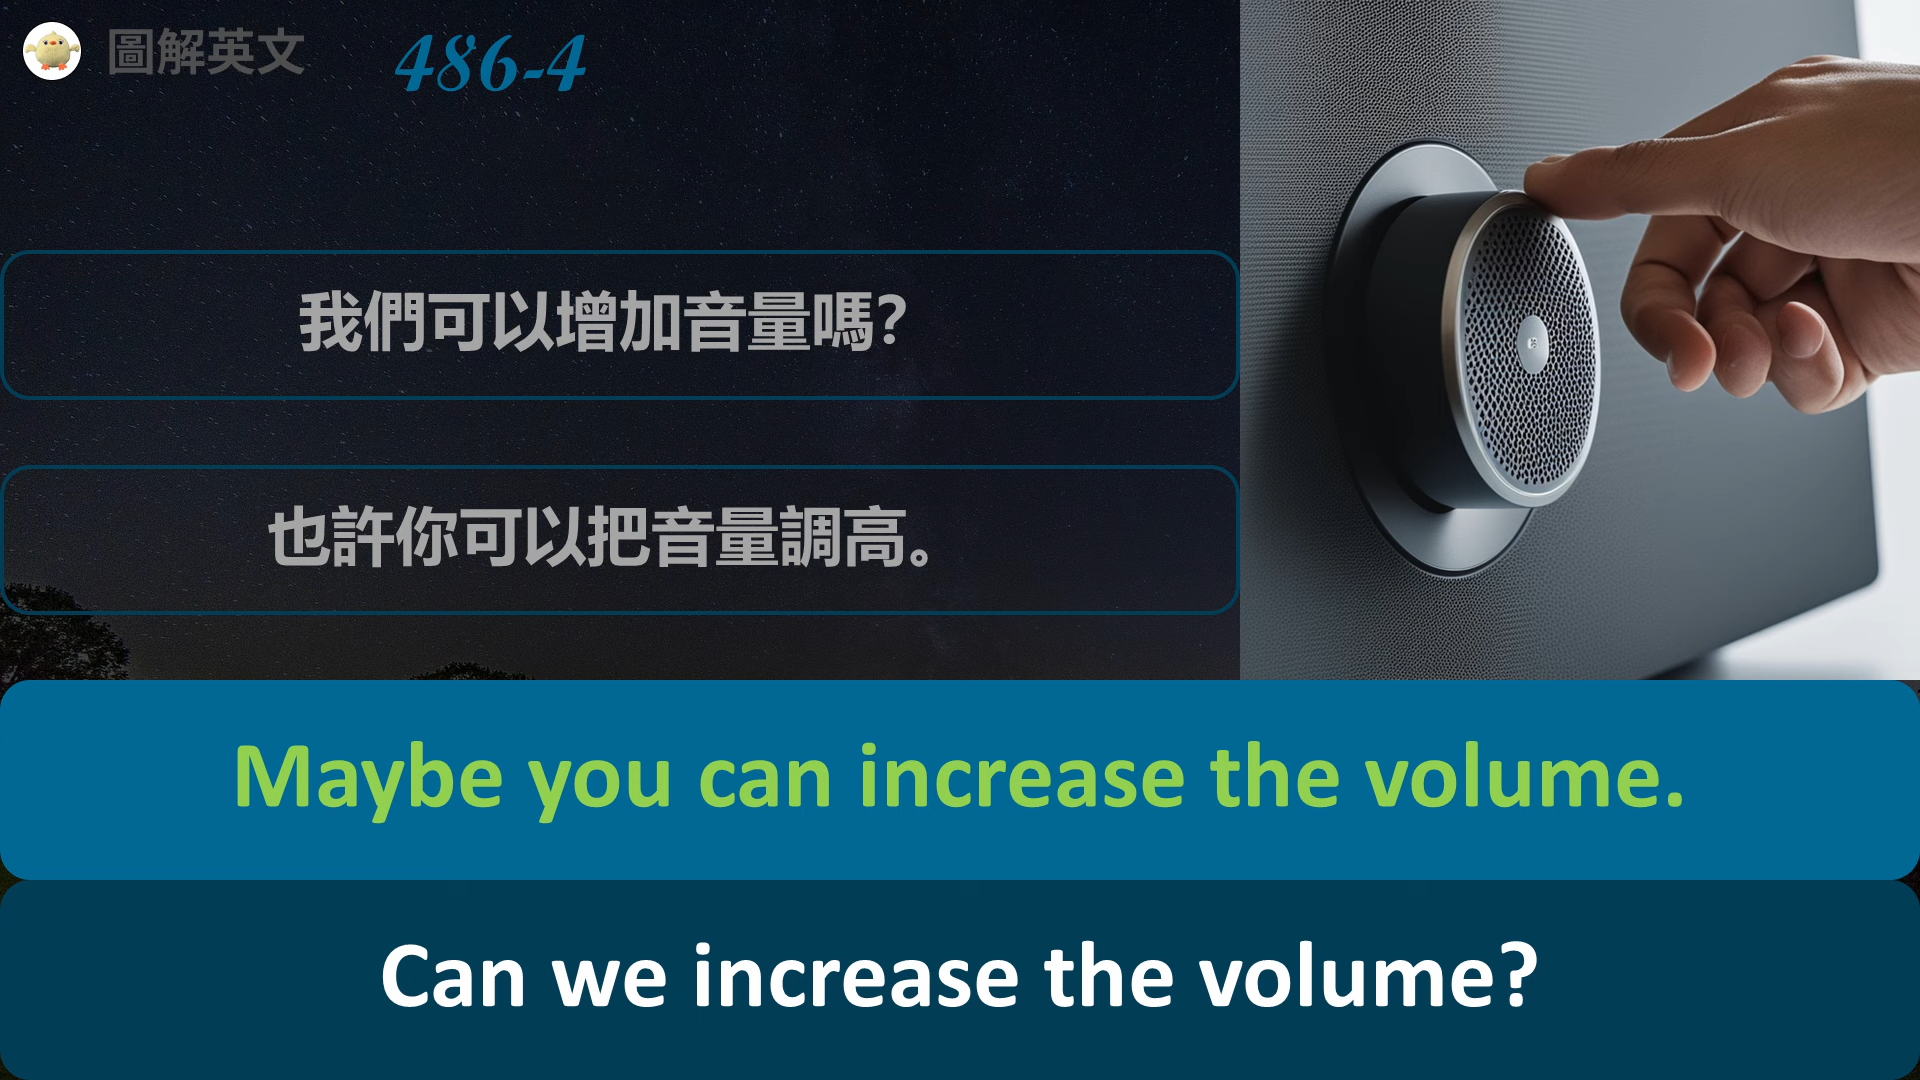 圖解英文
486-4
我們可以增加音量嗎?
也許你可以把音量調高。
Maybe you can increase the volume.
Can we increase the volume?